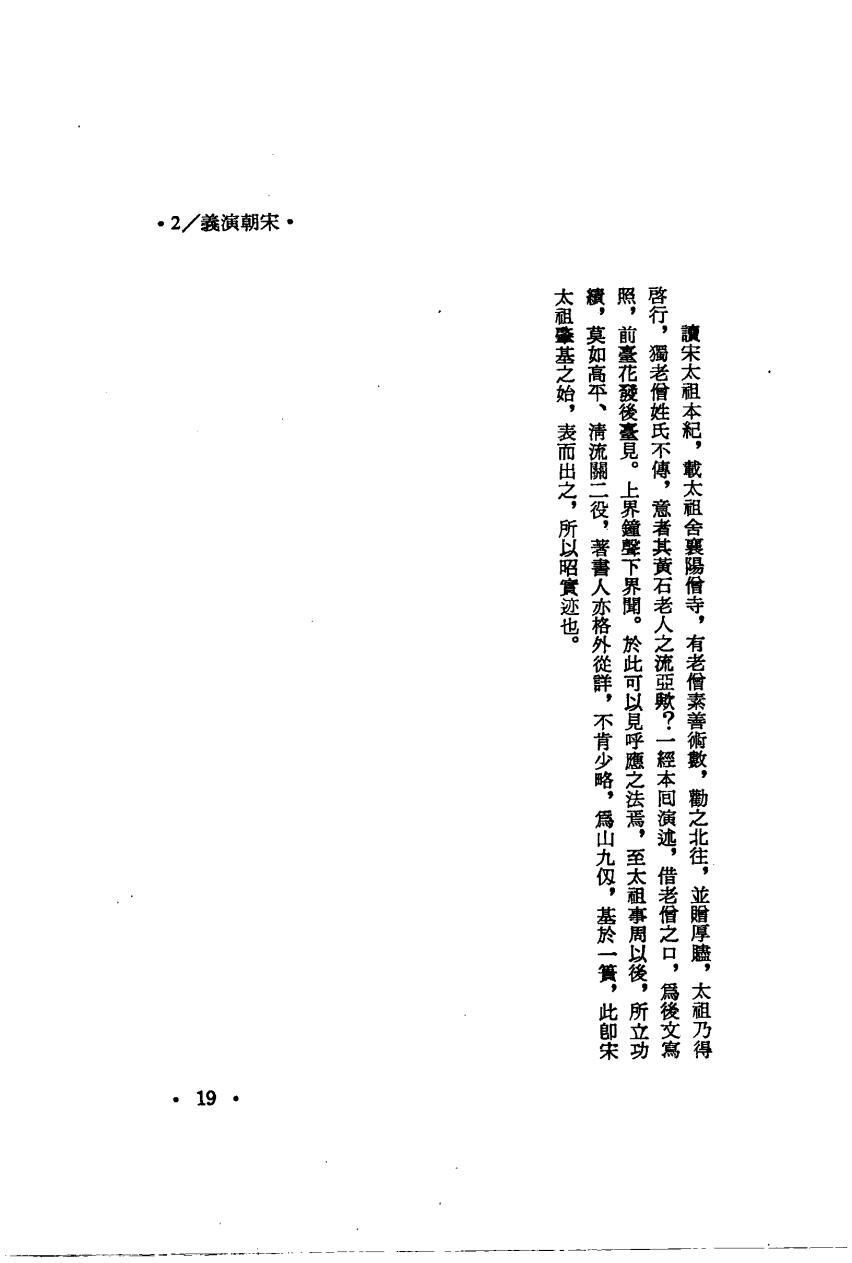 •2/義演朝宋•
讀宋太祖本紀，載太祖舍襄陽僧寺，有老僧素善術數，勸之北往，並贈厚贐，太祖乃得
啓行，獨老僧姓氏不傳，意者其黃石老人之流亞歟？一經本囘演述，借老僧之口，爲後文寫
照，前臺花發後臺見。上界鐘聲下界聞。於此可以見呼應之法焉，至太祖事周以後，所立功
績，莫如高平、清流關二役，著書人亦格外從詳，不肯少略，爲山九仭，基於一簣，此卽宋
太祖肇基之始，表而出之，所以昭實迹也。
• 19 •